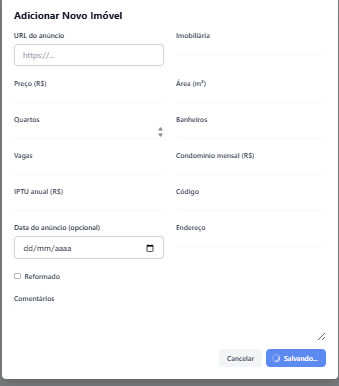 Adicionar Novo Imóvel
URL do anúncio
Imobiliária
https://...
Preço (R$)
Área (m²)
Quartos
Banheiros
Vagas
Condomínio mensal (R$)
IPTU anual (R$)
Código
Data do anúncio (opcional)
Endereço
dd/mm/aaaa
Reformado
Comentários
Cancelar
Salvando...